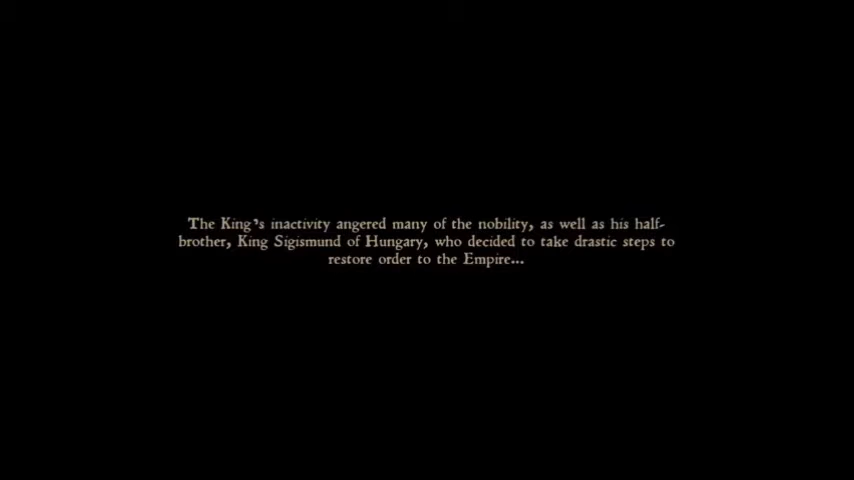 The King's inactivity angered many of the nobility, as well as his half-
brother, King Sigismund of Hungary, who decided to take drastic steps to
restore order to the Empire...